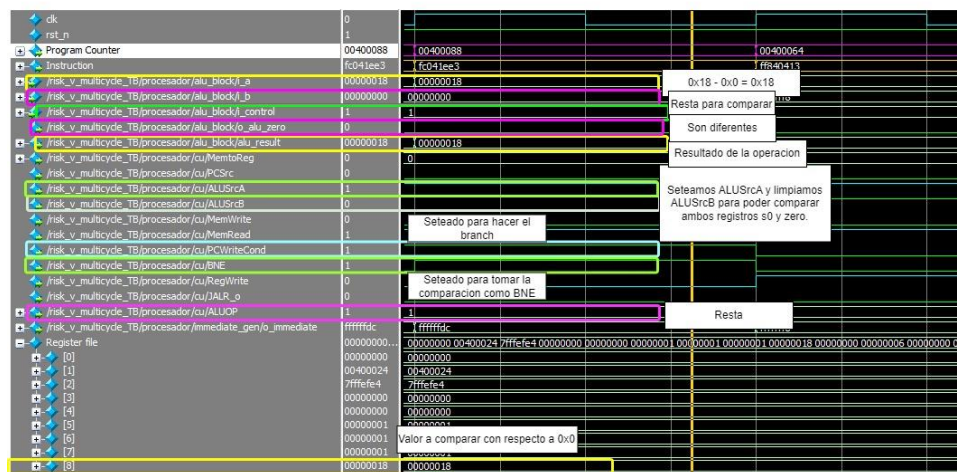 clk 0
rst_n 1
Program Counter 00400088 00400088 00400064
Instruction fc041ee3 fc041ee3 ff840413
/risk_v_multicycle_TB/procesador/alu_block/i_a 00000018 00000018
0x18 - 0x0 = 0x18
/risk_v_multicycle_TB/procesador/alu_block/i_b 00000000 00000000
/risk_v_multicycle_TB/procesador/alu_block/i_control 1 1
Resta para comparar
/risk_v_multicycle_TB/procesador/alu_block/o_alu_zero 0
Son diferentes
/risk_v_multicycle_TB/procesador/alu_block/alu_result 00000018 00000018
Resultado de la operacion
/risk_v_multicycle_TB/procesador/cu/MemtoReg 0 0
/risk_v_multicycle_TB/procesador/cu/PCSrc 0
/risk_v_multicycle_TB/procesador/cu/ALUSrcA 1
/risk_v_multicycle_TB/procesador/cu/ALUSrcB 0
Seteamos ALUSrcA y limpiamos
ALUSrcB para poder comparar
ambos registros s0 y zero.
/risk_v_multicycle_TB/procesador/cu/MemWrite 0
/risk_v_multicycle_TB/procesador/cu/MemRead 1
Seteado para hacer el
branch
/risk_v_multicycle_TB/procesador/cu/PCWriteCond 1
/risk_v_multicycle_TB/procesador/cu/BNE 1
/risk_v_multicycle_TB/procesador/cu/RegWrite 0
/risk_v_multicycle_TB/procesador/cu/JALR_o 0
Seteado para tomar la
comparacion como BNE
/risk_v_multicycle_TB/procesador/cu/ALUOP 1 1
Resta
/risk_v_multicycle_TB/procesador/immediate_gen/o_immediate ffffffdc ffffffdc
Register file 00000000... 00000000 00400024 7fffefe4 00000000 00000000 00000001 00000001 00000001 00000018 00000000 00000006 00000000
[0] 00000000 00000000
[1] 00400024 00400024
[2] 7fffefe4 7fffefe4
[3] 00000000 00000000
[4] 00000000 00000000
[5] 00000001 00000001
[6] 00000001
Valor a comparar con respecto a 0x0
[7] 00000001 00000001
[8] 00000018 00000018